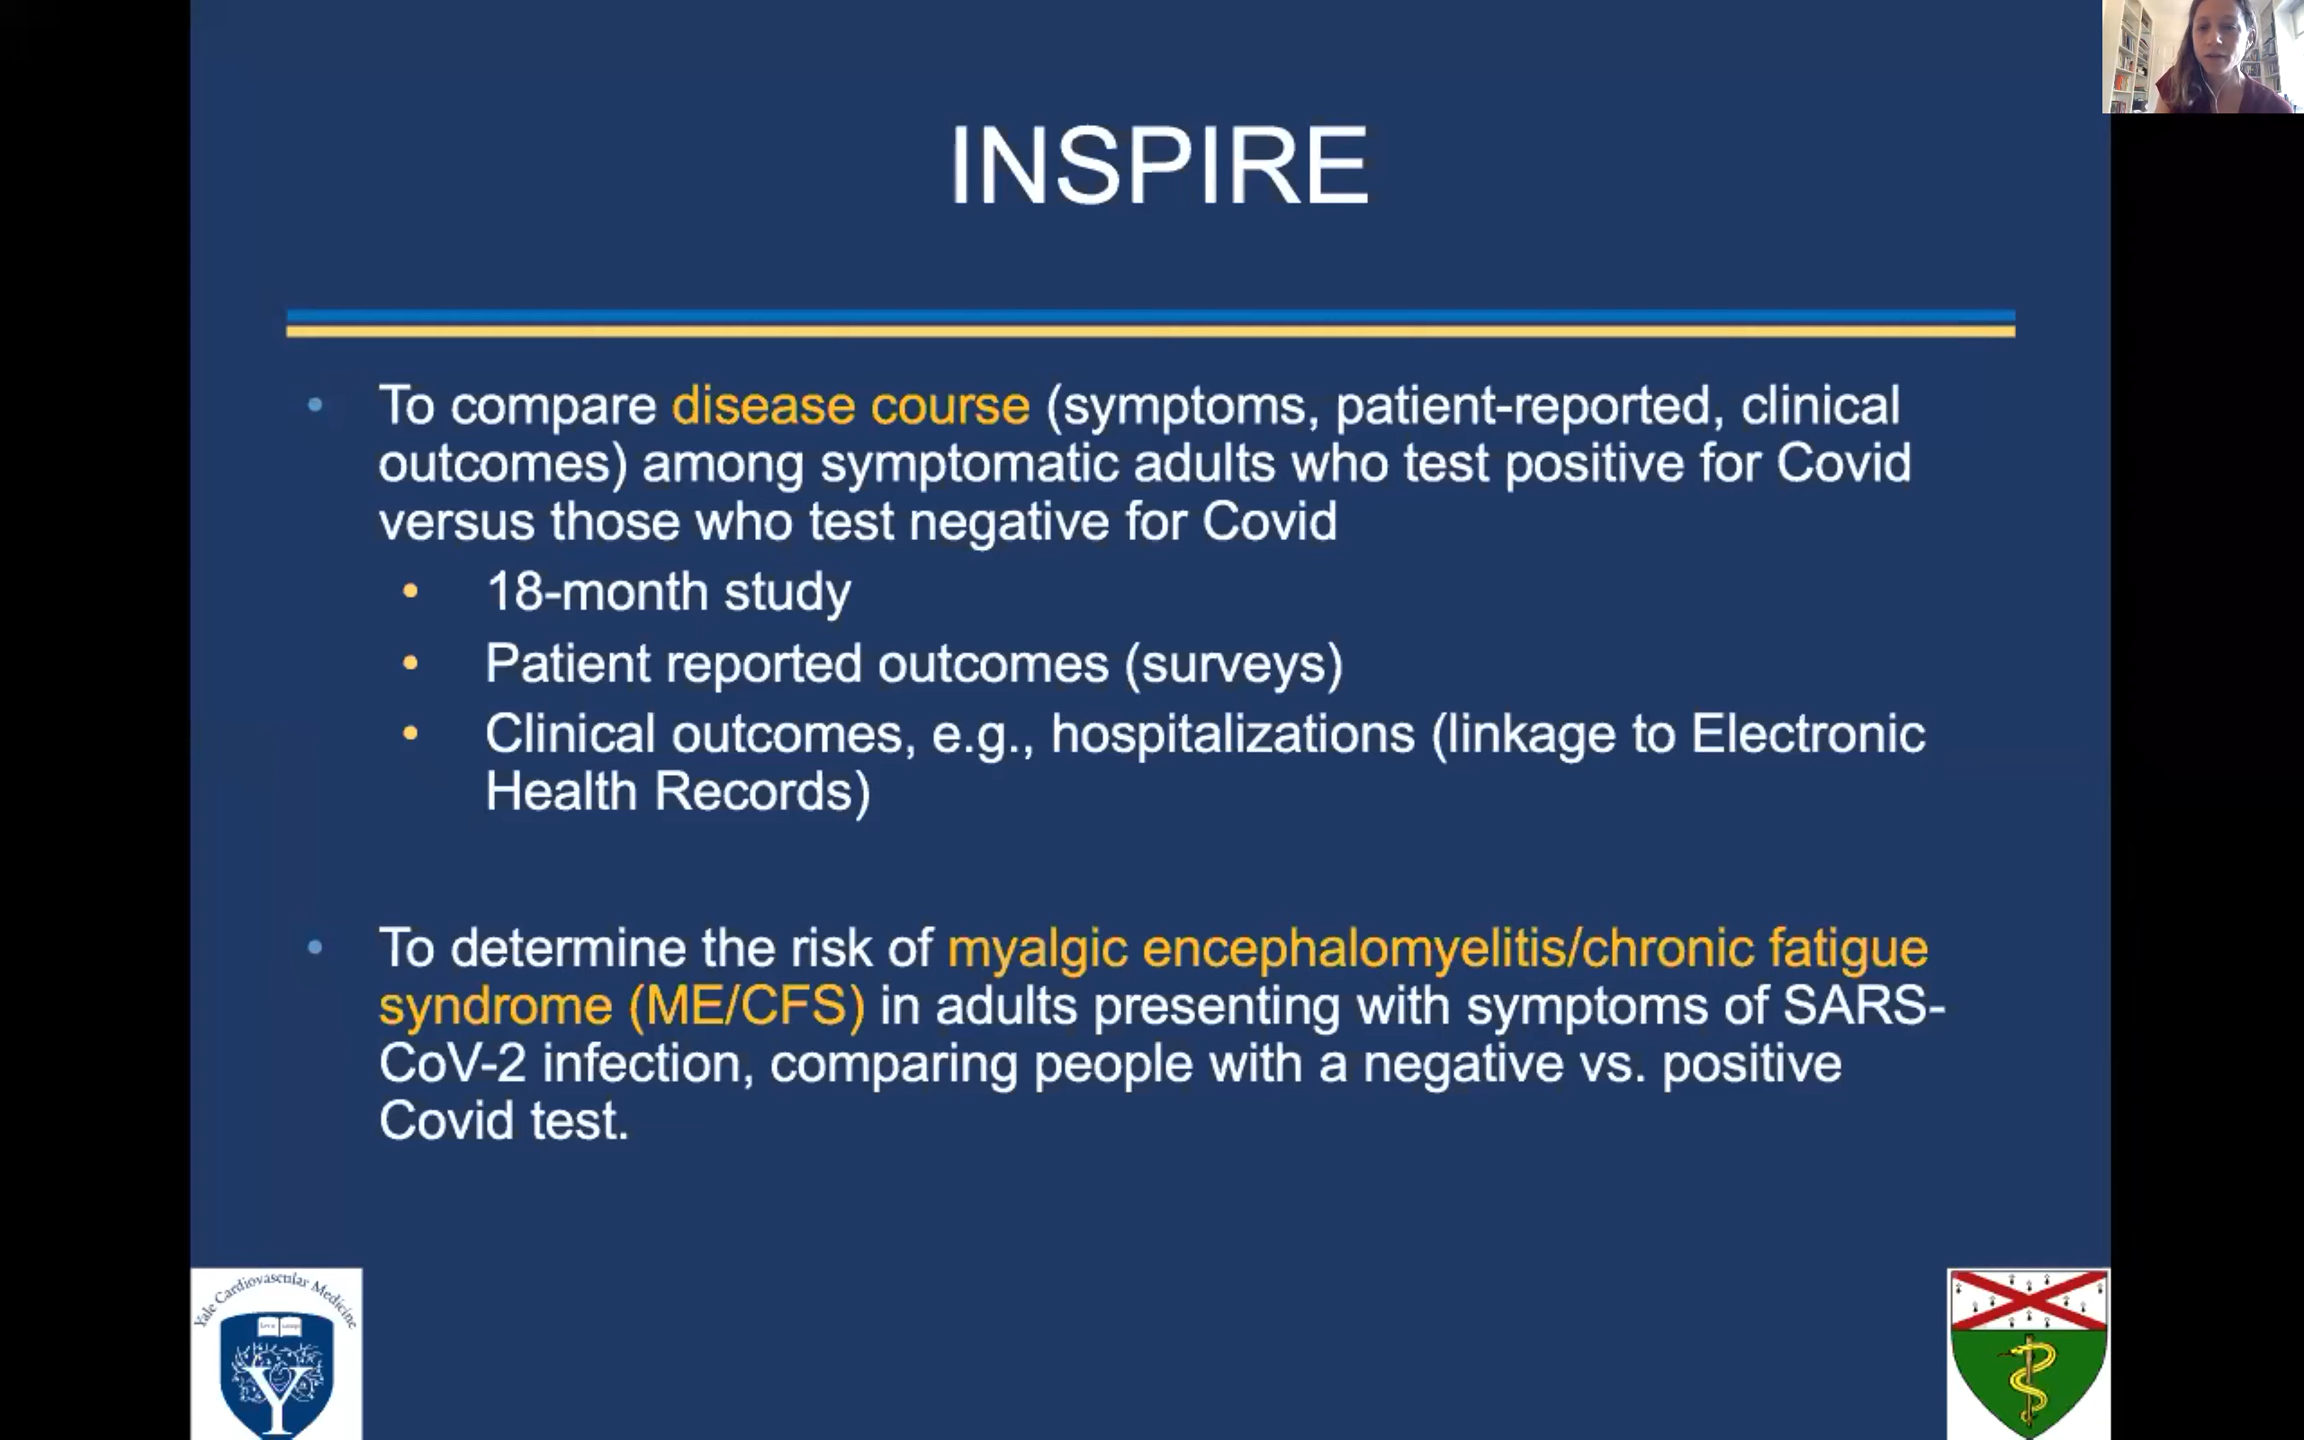 INSPIRE
• To compare disease course (symptoms, patient-reported, clinical
outcomes) among symptomatic adults who test positive for Covid
versus those who test negative for Covid
• 18-month study
• Patient reported outcomes (surveys)
• Clinical outcomes, e.g., hospitalizations (linkage to Electronic
Health Records)
• To determine the risk of myalgic encephalomyelitis/chronic fatigue
syndrome (ME/CFS) in adults presenting with symptoms of SARS-
CoV-2 infection, comparing people with a negative vs. positive
Covid test.
Yale Cardiovascular Medicine
Y